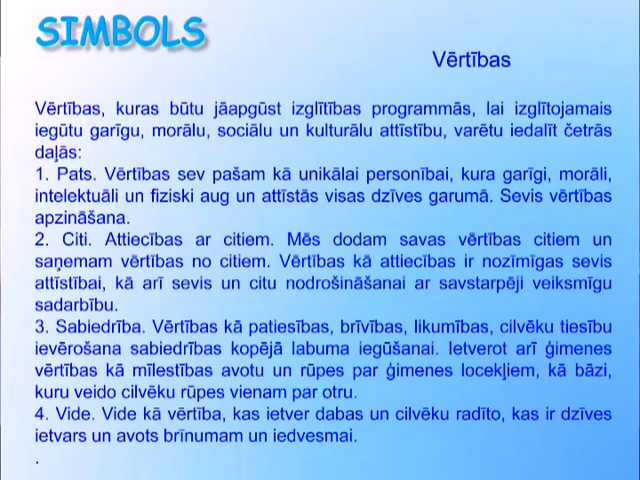 SIMBOLS
Vērtības
Vērtības, kuras būtu jāapgūst izglītības programmās, lai izglītojamais
iegūtu garīgu, morālu, sociālu un kulturālu attīstību, varētu iedalīt četrās
daļās:
1. Pats. Vērtības sev pašam kā unikālai personībai, kura garīgi, morāli,
intelektuāli un fiziski aug un attīstās visas dzīves garumā. Sevis vērtības
apzināšana.
2. Citi. Attiecības ar citiem. Mēs dodam savas vērtības citiem un
saņemam vērtības no citiem. Vērtības kā attiecības ir nozīmīgas sevis
attīstībai, kā arī sevis un citu nodrošināšanai ar savstarpēji veiksmīgu
sadarbību.
3. Sabiedrība. Vērtības kā patiesības, brīvības, likumības, cilvēku tiesību
ievērošana sabiedrības kopējā labuma iegūšanai. Ietverot arī ģimenes
vērtības kā mīlestības avotu un rūpes par ģimenes locekļiem, kā bāzi,
kuru veido cilvēku rūpes vienam par otru.
4. Vide. Vide kā vērtība, kas ietver dabas un cilvēku radīto, kas ir dzīves
ietvars un avots brīnumam un iedvesmai.
.